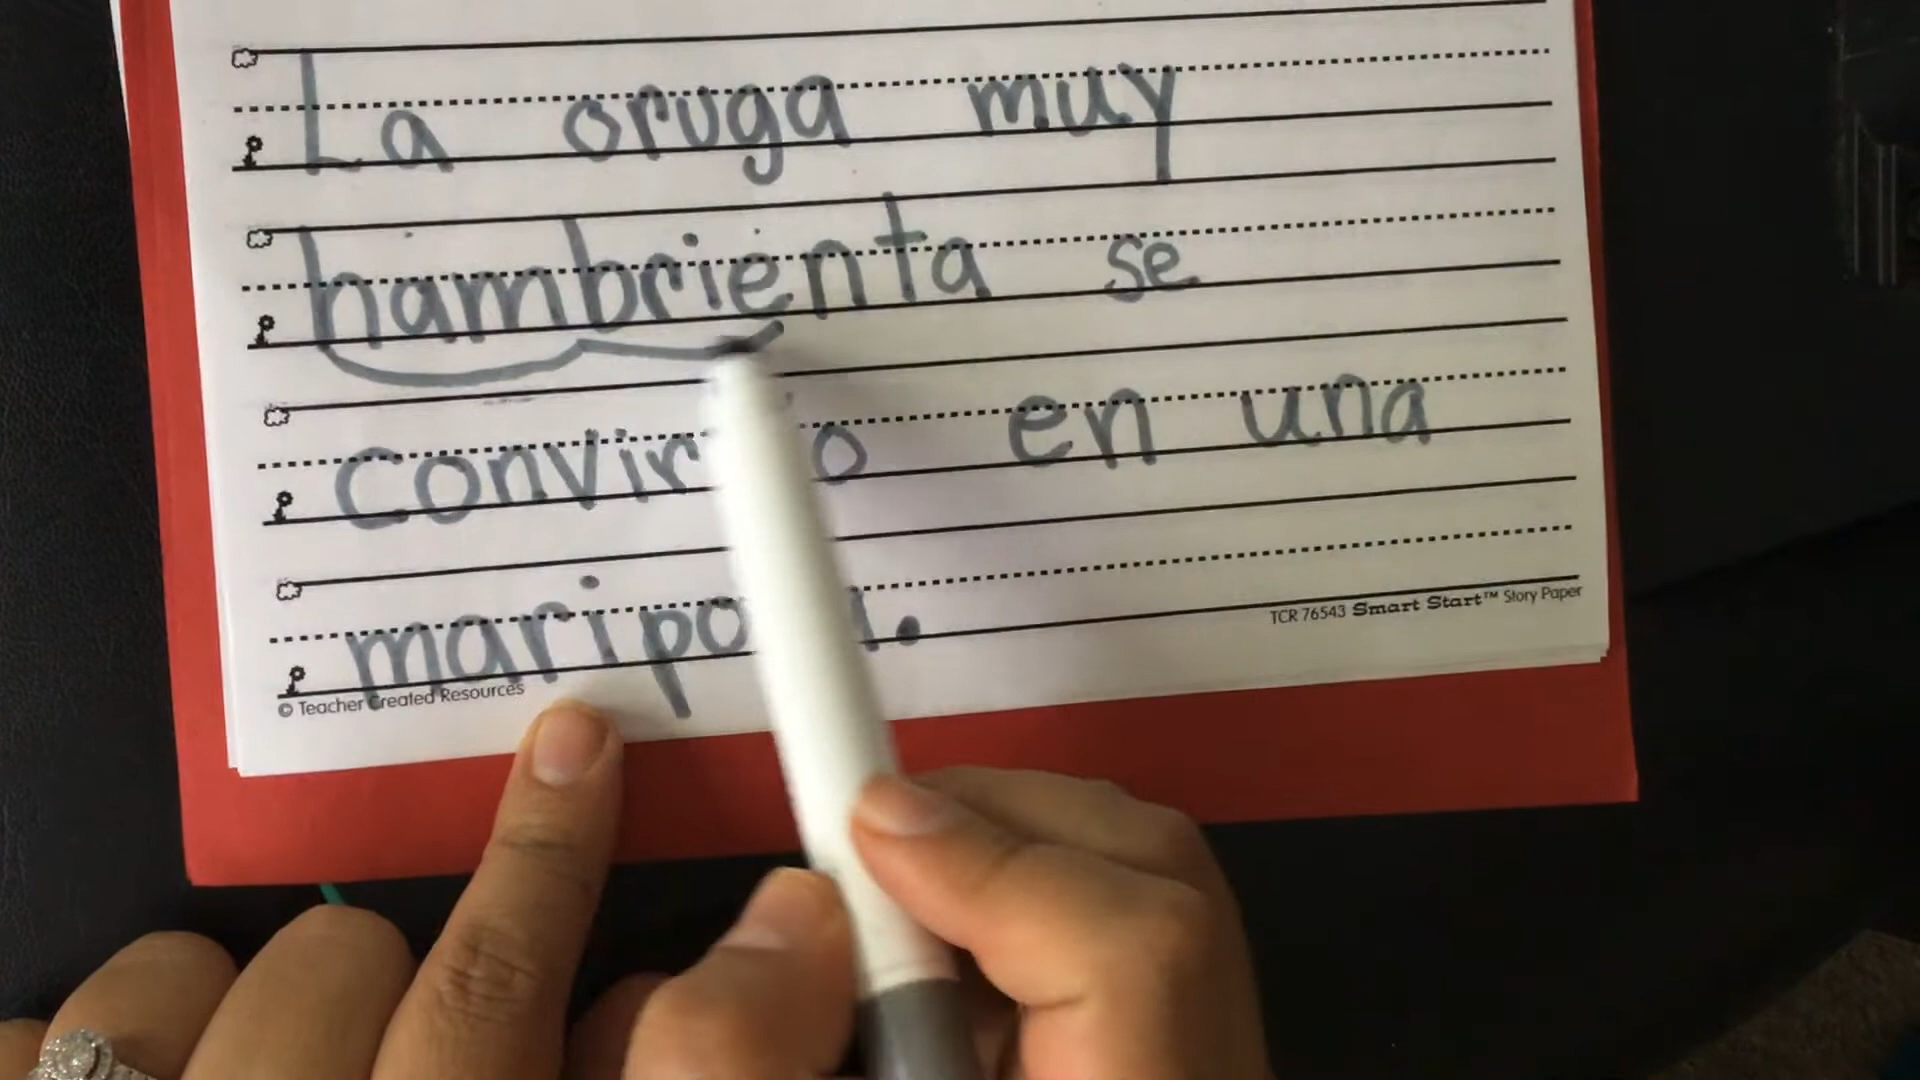 La oruga muy
hambrienta se
en una
TCR 76543 Smart Start™ Story Paper
© Teacher Created Resources